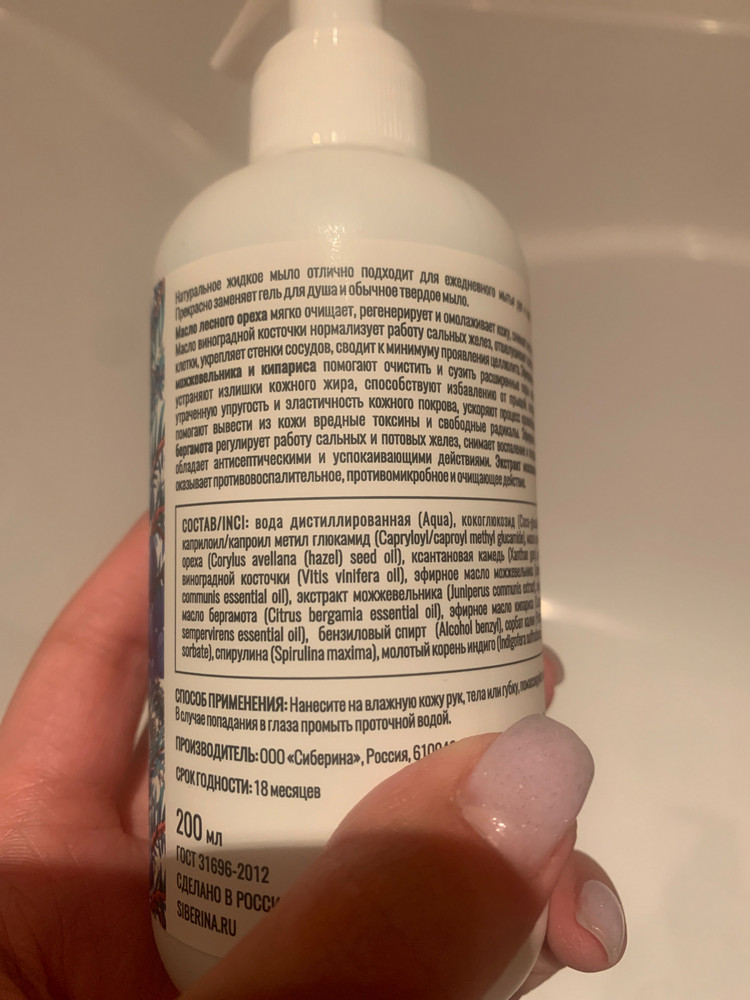 Натуральное жидкое мыло отлично подходит для ежедневного мытья
Прекрасно заменяет гель для душа и обычное твердое мыло.
Масло лесного ореха мягко очищает, регенерирует и омолаживает кожу,
Масло виноградной косточки нормализует работу сальных желез,
клетки, укрепляет стенки сосудов, сводит к минимуму проявления целлюлита.
можжевельника и кипариса помогают очистить и сузить расширенные
устраняют излишки кожного жира, способствуют избавлению от
утраченную упругость и эластичность кожного покрова, ускоряют процесс
помогают вывести из кожи вредные токсины и свободные радикалы.
бергамота регулирует работу сальных и потовых желез, снимает воспаление
обладает антисептическими и успокаивающими действиями. Экстракт
оказывает противовоспалительное, противомикробное и очищающее действие.
СОСТАВ/INCI: вода дистиллированная (Aqua), кокоглюкозид
каприлоил/капроил метил глюкамид (Capryloyl/caproyl methyl glucamide),
ореха (Corylus avellana (hazel) seed oil), ксантановая камедь (Xanthan
виноградной косточки (Vitis vinifera oil), эфирное масло можжевельника
communis essential oil), экстракт можжевельника (Juniperus communis extract),
масло бергамота (Citrus bergamia essential oil), эфирное масло кипариса
sempervirens essential oil), бензиловый спирт (Alcohol benzyl), сорбат калия
sorbate), спирулина (Spirulina maxima), молотый корень индиго (Indigofera
СПОСОБ ПРИМЕНЕНИЯ: Нанесите на влажную кожу рук, тела или губку,
В случае попадания в глаза промыть проточной водой.
ПРОИЗВОДИТЕЛЬ: ООО «Сиберина», Россия,
СРОК ГОДНОСТИ: 18 месяцев
200 мл
ГОСТ 31696-2012
СДЕЛАНО В
SIBERINA.RU